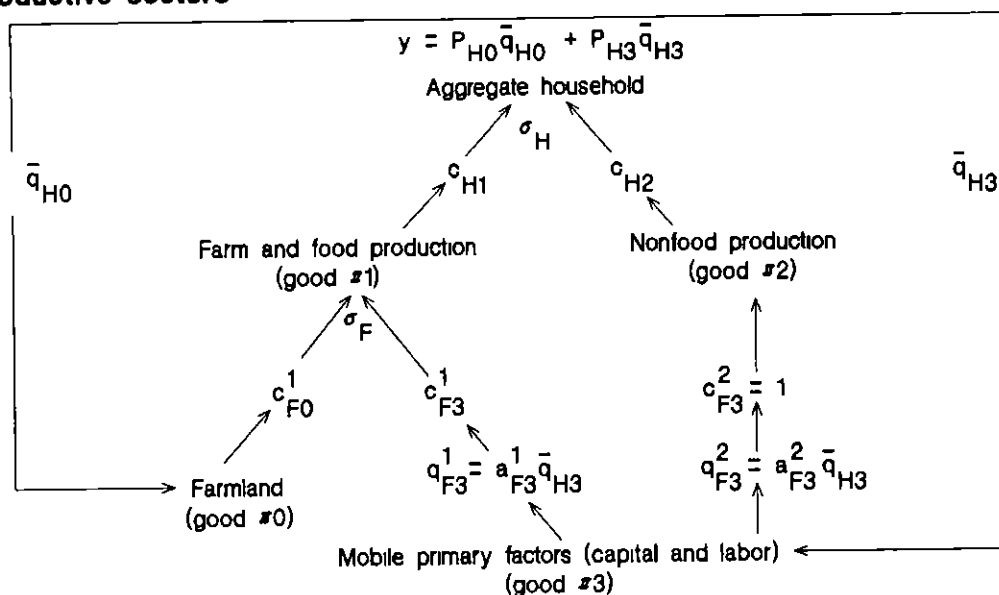 y = P_H0 q̄_H0 + P_H3 q̄_H3
Aggregate household
σ_H
q̄_H0
c_H1
c_H2
q̄_H3
Farm and food production
(good #1)
Nonfood production
(good #2)
σ_F
c^1_F0
c^1_F3
c^2_F3 = 1
q^1_F3 = a^1_F3 q̄_H3
q^2_F3 = a^2_F3 q̄_H3
Farmland
(good #0)
Mobile primary factors (capital and labor)
(good #3)